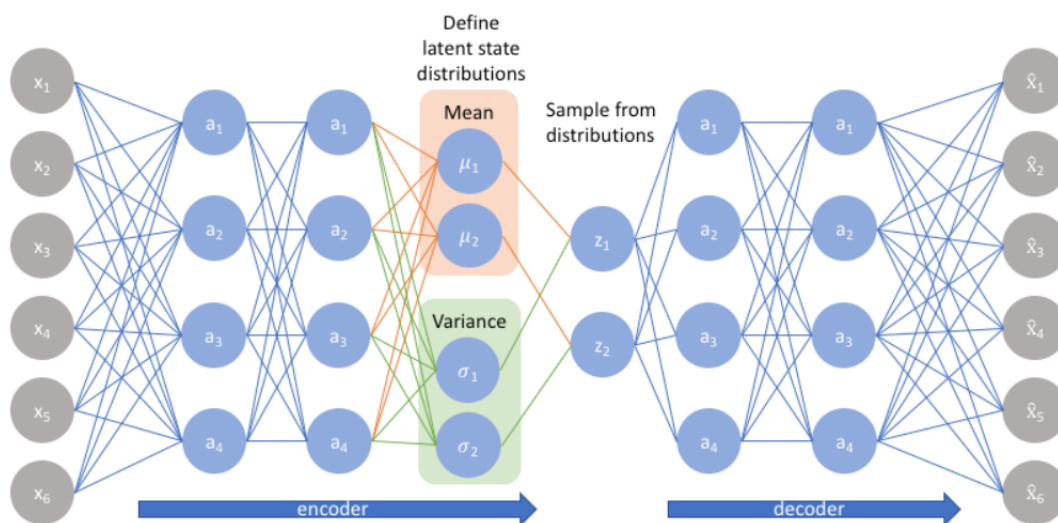 Define
latent state
distributions
Mean
Sample from
distributions
Variance
x₁
x₂
x₃
x₄
x₅
x₆
a₁
a₂
a₃
a₄
a₁
a₂
a₃
a₄
μ₁
μ₂
σ₁
σ₂
z₁
z₂
a₁
a₂
a₃
a₄
a₁
a₂
a₃
a₄
x̂₁
x̂₂
x̂₃
x̂₄
x̂₅
x̂₆
encoder
decoder